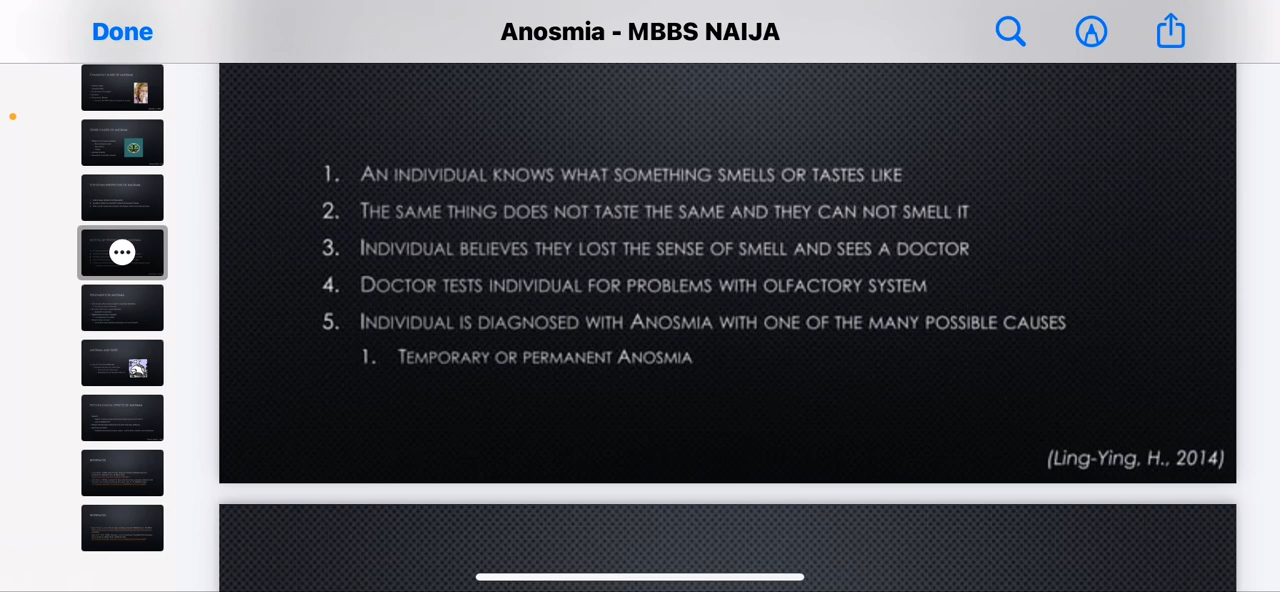 Done
Anosmia - MBBS NAIJA
1. An individual knows what something smells or tastes like
2. The same thing does not taste the same and they can not smell it
3. Individual believes they lost the sense of smell and sees a doctor
4. Doctor tests individual for problems with olfactory system
5. Individual is diagnosed with Anosmia with one of the many possible causes
1. Temporary or permanent Anosmia
(Ling-Ying, H., 2014)